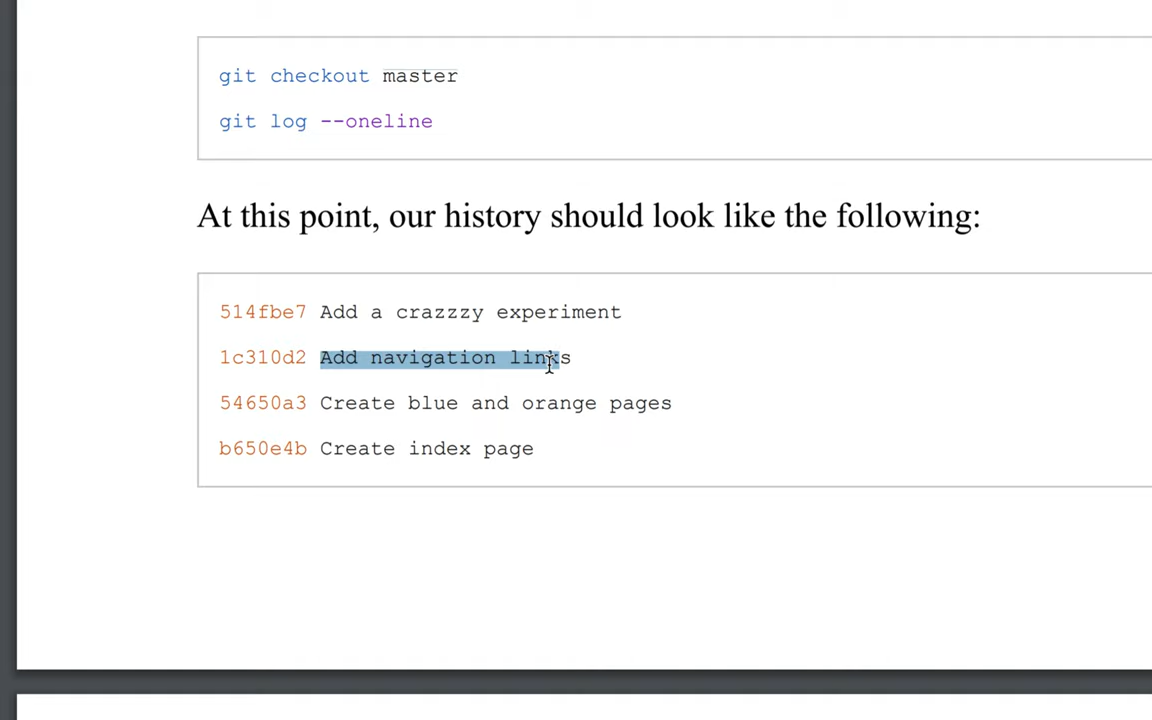 git checkout master
git log --oneline
At this point, our history should look like the following:
514fbe7 Add a crazzzy experiment
1c310d2 Add navigation links
54650a3 Create blue and orange pages
b650e4b Create index page